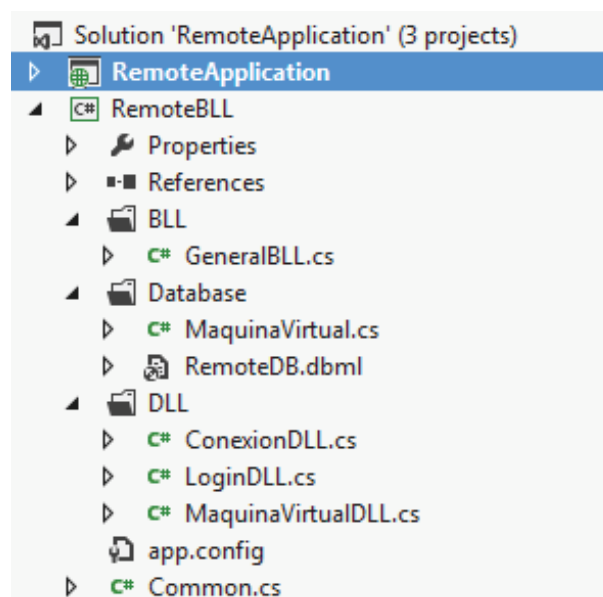 Solution 'RemoteApplication' (3 projects)
RemoteApplication
C# RemoteBLL
Properties
References
BLL
C# GeneralBLL.cs
Database
C# MaquinaVirtual.cs
RemoteDB.dbml
DLL
C# ConexionDLL.cs
C# LoginDLL.cs
C# MaquinaVirtualDLL.cs
app.config
C# Common.cs